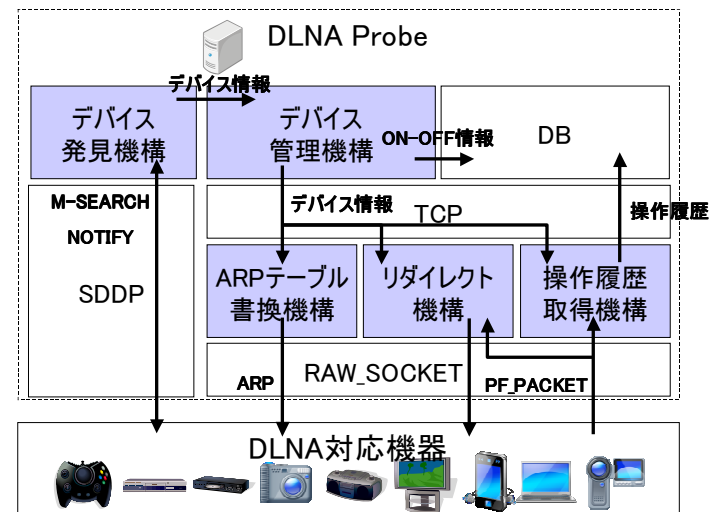 DLNA Probe
デバイス情報
デバイス
発見機構
デバイス
管理機構
ON-OFF情報
DB
M-SEARCH
NOTIFY
SDDP
デバイス情報
TCP
操作履歴
ARPテーブル
書換機構
リダイレクト
機構
操作履歴
取得機構
ARP
RAW_SOCKET
PF_PACKET
DLNA対応機器